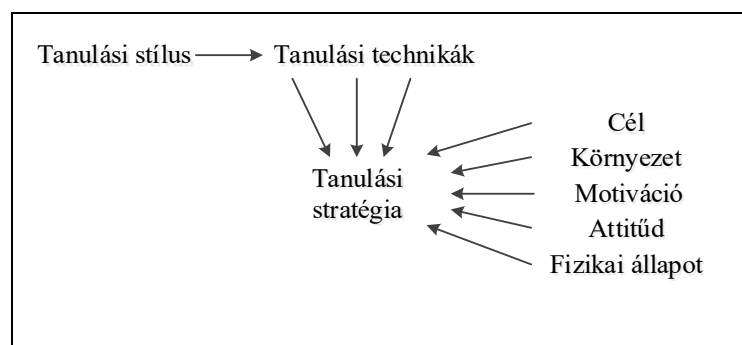 Tanulási stílus
Tanulási technikák
Tanulási
stratégia
Cél
Környezet
Motiváció
Attitűd
Fizikai állapot